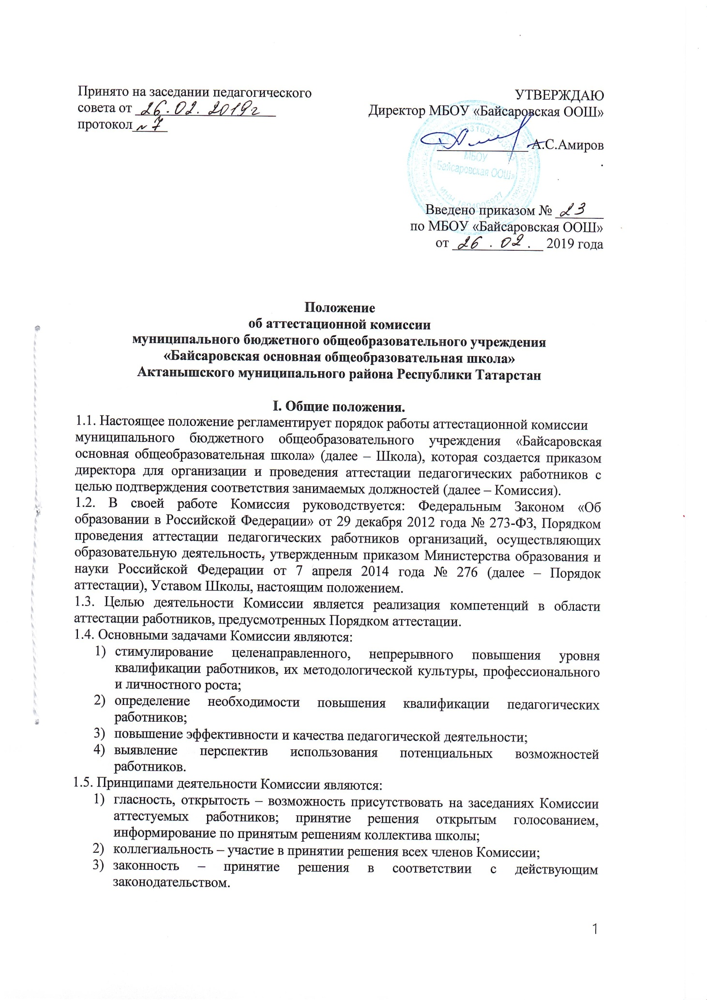 Принято на заседании педагогического
совета от 26.02.2019г
протокол № 7
УТВЕРЖДАЮ
Директор МБОУ «Байсаровская ООШ»
А.С.Амиров
МБОУ
«Байсаровская ООШ»
ИНН 1604005927
Введено приказом № 23
по МБОУ «Байсаровская ООШ»
от 26.02. 2019 года
Положение
об аттестационной комиссии
муниципального бюджетного общеобразовательного учреждения
«Байсаровская основная общеобразовательная школа»
Актанышского муниципального района Республики Татарстан
I. Общие положения.
1.1. Настоящее положение регламентирует порядок работы аттестационной комиссии
муниципального бюджетного общеобразовательного учреждения «Байсаровская
основная общеобразовательная школа» (далее – Школа), которая создается приказом
директора для организации и проведения аттестации педагогических работников с
целью подтверждения соответствия занимаемых должностей (далее – Комиссия).
1.2. В своей работе Комиссия руководствуется: Федеральным Законом «Об
образовании в Российской Федерации» от 29 декабря 2012 года № 273-ФЗ, Порядком
проведения аттестации педагогических работников организаций, осуществляющих
образовательную деятельность, утвержденным приказом Министерства образования и
науки Российской Федерации от 7 апреля 2014 года № 276 (далее – Порядок
аттестации), Уставом Школы, настоящим положением.
1.3. Целью деятельности Комиссии является реализация компетенций в области
аттестации работников, предусмотренных Порядком аттестации.
1.4. Основными задачами Комиссии являются:
1) стимулирование целенаправленного, непрерывного повышения уровня
квалификации работников, их методологической культуры, профессионального
и личностного роста;
2) определение необходимости повышения квалификации педагогических
работников;
3) повышение эффективности и качества педагогической деятельности;
4) выявление перспектив использования потенциальных возможностей
работников.
1.5. Принципами деятельности Комиссии являются:
1) гласность, открытость – возможность присутствовать на заседаниях Комиссии
аттестуемых работников; принятие решения открытым голосованием,
информирование по принятым решениям коллектива школы;
2) коллегиальность – участие в принятии решения всех членов Комиссии;
3) законность – принятие решения в соответствии с действующим
законодательством.
1